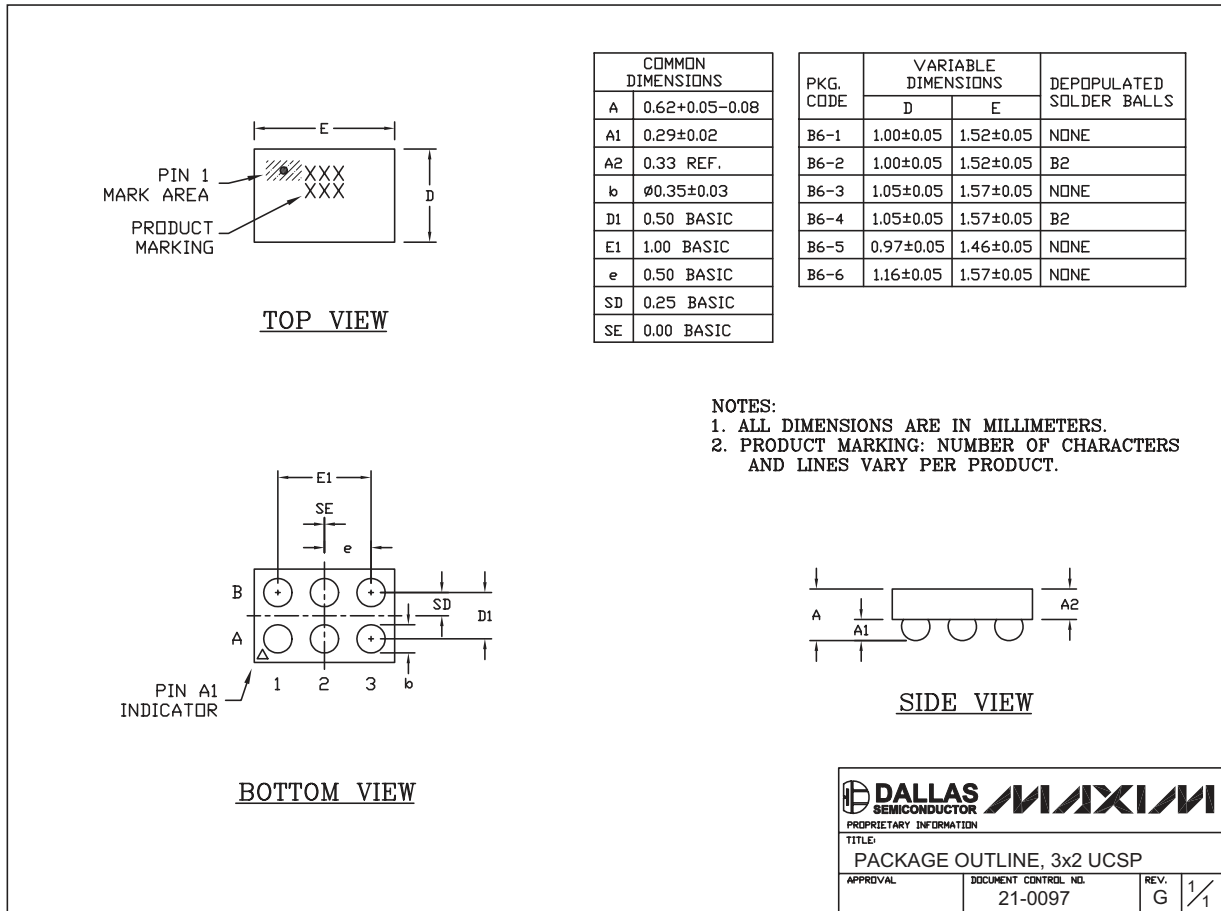 COMMON
DIMENSIONS
A 0.62+0.05-0.08
A1 0.29±0.02
A2 0.33 REF.
b ø0.35±0.03
D1 0.50 BASIC
E1 1.00 BASIC
e 0.50 BASIC
SD 0.25 BASIC
SE 0.00 BASIC
PKG.
CODE
VARIABLE
DIMENSIONS
D E
DEPOPULATED
SOLDER BALLS
B6-1 1.00±0.05 1.52±0.05 NONE
B6-2 1.00±0.05 1.52±0.05 B2
B6-3 1.05±0.05 1.57±0.05 NONE
B6-4 1.05±0.05 1.57±0.05 B2
B6-5 0.97±0.05 1.46±0.05 NONE
B6-6 1.16±0.05 1.57±0.05 NONE
E
PIN 1
MARK AREA
XXX
XXX
D
PRODUCT
MARKING
TOP VIEW
NOTES:
1. ALL DIMENSIONS ARE IN MILLIMETERS.
2. PRODUCT MARKING: NUMBER OF CHARACTERS
AND LINES VARY PER PRODUCT.
E1
SE
e
B
SD
D1
A
1 2 3 b
PIN A1
INDICATOR
BOTTOM VIEW
A
A1
A2
SIDE VIEW
DALLAS
SEMICONDUCTOR
MAXIM
PROPRIETARY INFORMATION
TITLE:
PACKAGE OUTLINE, 3x2 UCSP
APPROVAL
DOCUMENT CONTROL NO.
21-0097
REV.
G
1/1